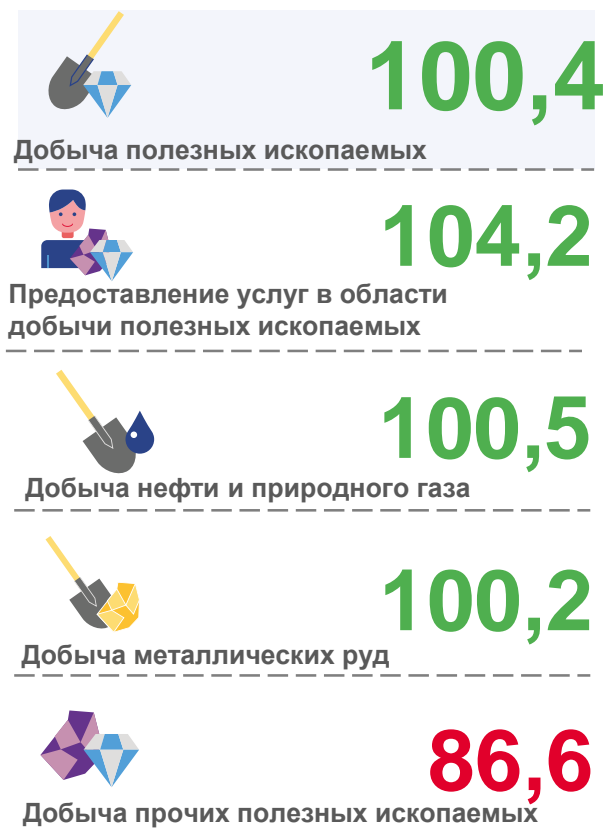 100,4
Добыча полезных ископаемых
104,2
Предоставление услуг в области
добычи полезных ископаемых
100,5
Добыча нефти и природного газа
100,2
Добыча металлических руд
86,6
Добыча прочих полезных ископаемых